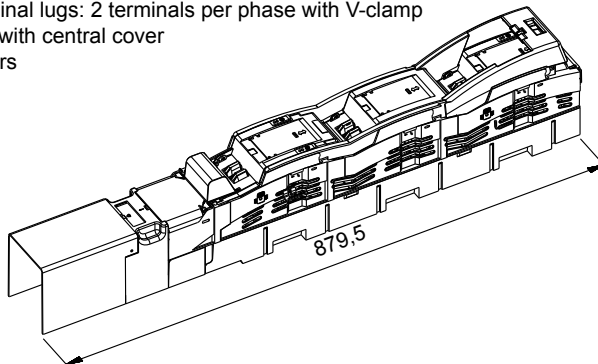 inal lugs: 2 terminals per phase with V-clamp
with central cover
rs
879,5